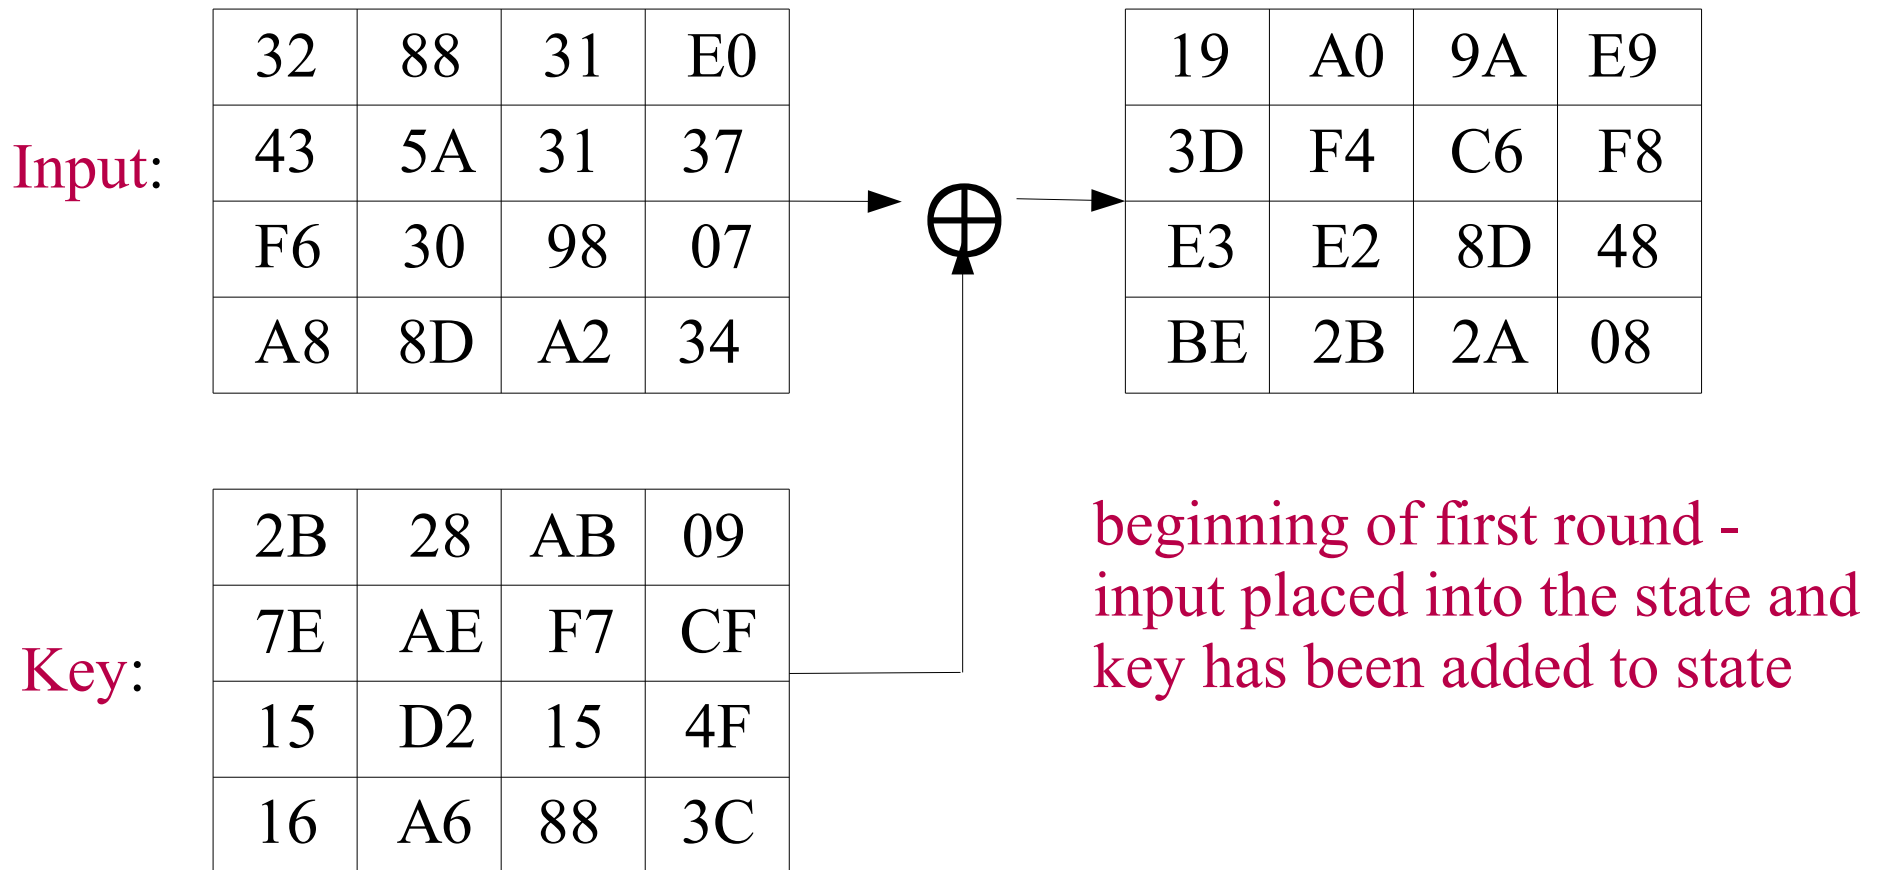 32 88 31 E0
43 5A 31 37
F6 30 98 07
A8 8D A2 34
Input:
19 A0 9A E9
3D F4 C6 F8
E3 E2 8D 48
BE 2B 2A 08
2B 28 AB 09
7E AE F7 CF
15 D2 15 4F
16 A6 88 3C
Key:
beginning of first round -
input placed into the state and
key has been added to state